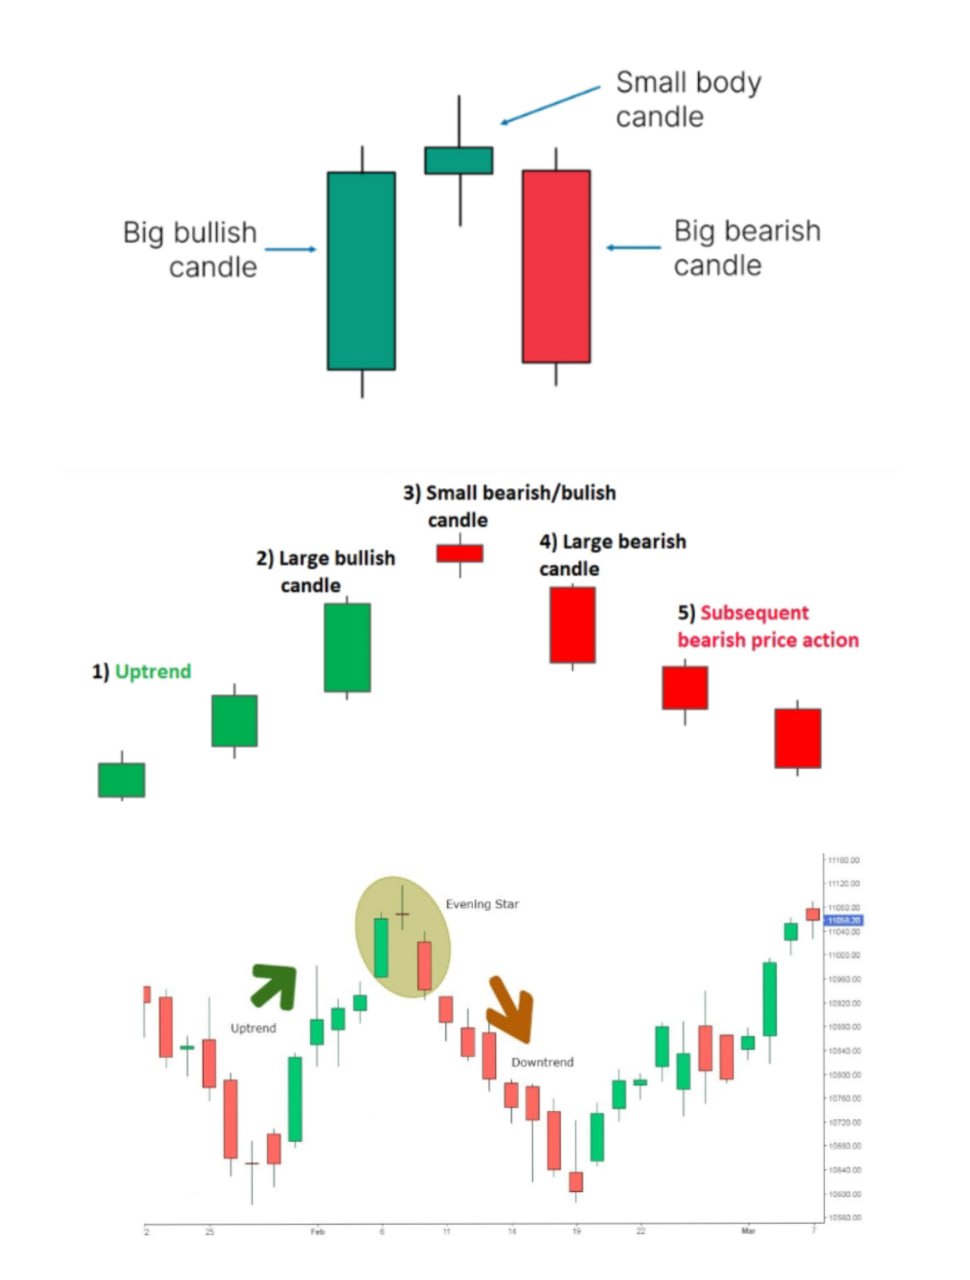 Small body
candle
Big bullish
candle
Big bearish
candle
3) Small bearish/bulish
candle
4) Large bearish
candle
2) Large bullish
candle
5) Subsequent
bearish price action
1) Uptrend
Evening Star
Uptrend
Downtrend
11160.00
11120.00
11080.00
11058.20
11040.00
11000.00
10960.00
10920.00
10880.00
10840.00
10800.00
10760.00
10720.00
10680.00
10640.00
10600.00
10560.00
2 25 Feb 6 11 14 19 22 Mar 7